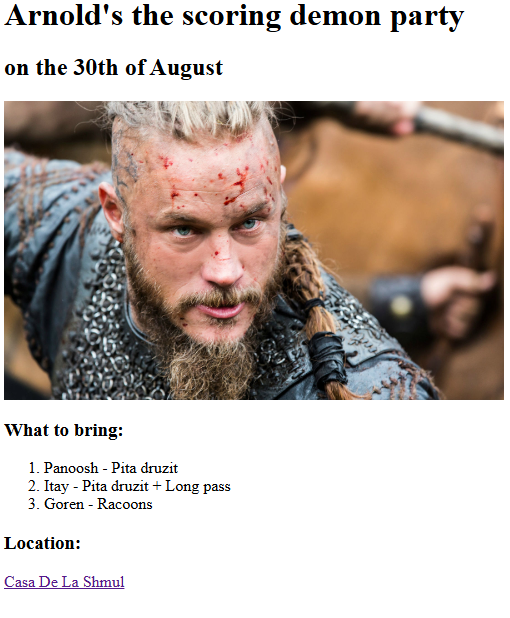 Arnold's the scoring demon party
on the 30th of August
What to bring:
1. Panoosh - Pita druzit
2. Itay - Pita druzit + Long pass
3. Goren - Racoons
Location:
Casa De La Shmul